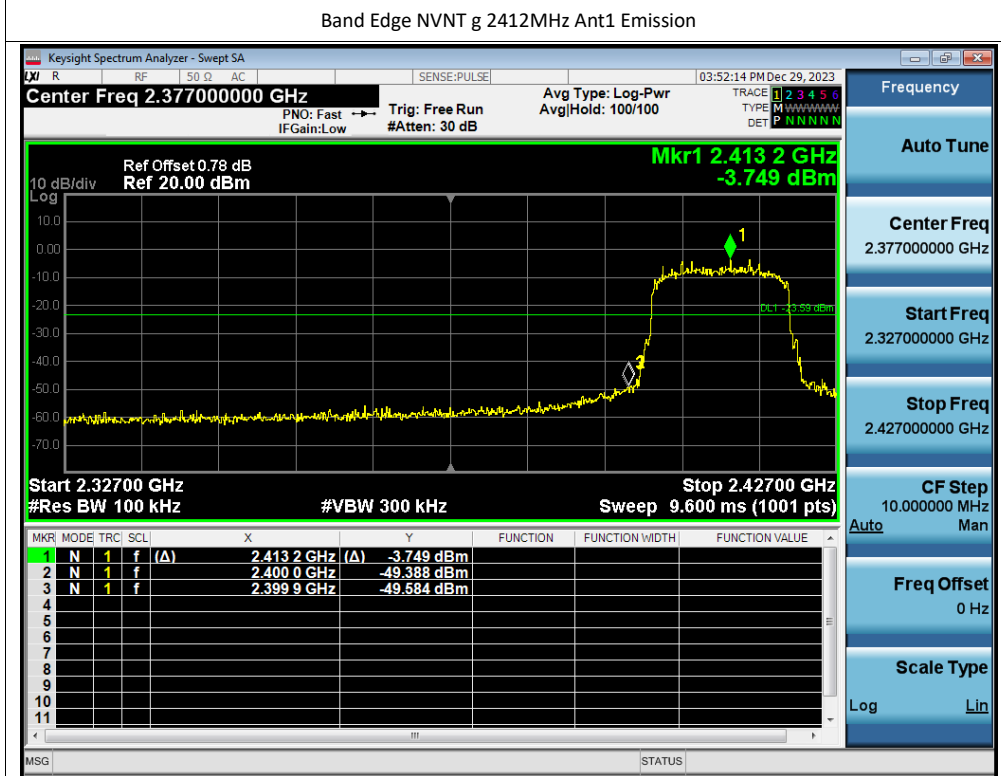 Band Edge NVNT g 2412MHz Ant1 Emission
Keysight Spectrum Analyzer - Swept SA
LXI R RF 50 Ω AC SENSE:PULSE 03:52:14 PM Dec 29, 2023
Center Freq 2.377000000 GHz
PNO: Fast
IFGain:Low
Trig: Free Run
#Atten: 30 dB
Avg Type: Log-Pwr
Avg|Hold: 100/100
TRACE 1 2 3 4 5 6
TYPE M WWWWW
DET P N N N N N
Ref Offset 0.78 dB
10 dB/div Ref 20.00 dBm
Log
Mkr1 2.413 2 GHz
-3.749 dBm
10.0
0.00
-10.0
-20.0
-30.0
-40.0
-50.0
-60.0
-70.0
1
DL1 -23.59 dBm
Start 2.32700 GHz Stop 2.42700 GHz
#Res BW 100 kHz #VBW 300 kHz Sweep 9.600 ms (1001 pts)
MKR MODE TRC SCL X Y FUNCTION FUNCTION WIDTH FUNCTION VALUE
1 N 1 f (Δ) 2.413 2 GHz (Δ) -3.749 dBm
2 N 1 f 2.400 0 GHz -49.388 dBm
3 N 1 f 2.399 9 GHz -49.584 dBm
4
5
6
7
8
9
10
11
MSG STATUS
Frequency
Auto Tune
Center Freq
2.377000000 GHz
Start Freq
2.327000000 GHz
Stop Freq
2.427000000 GHz
CF Step
10.000000 MHz
Auto Man
Freq Offset
0 Hz
Scale Type
Log Lin